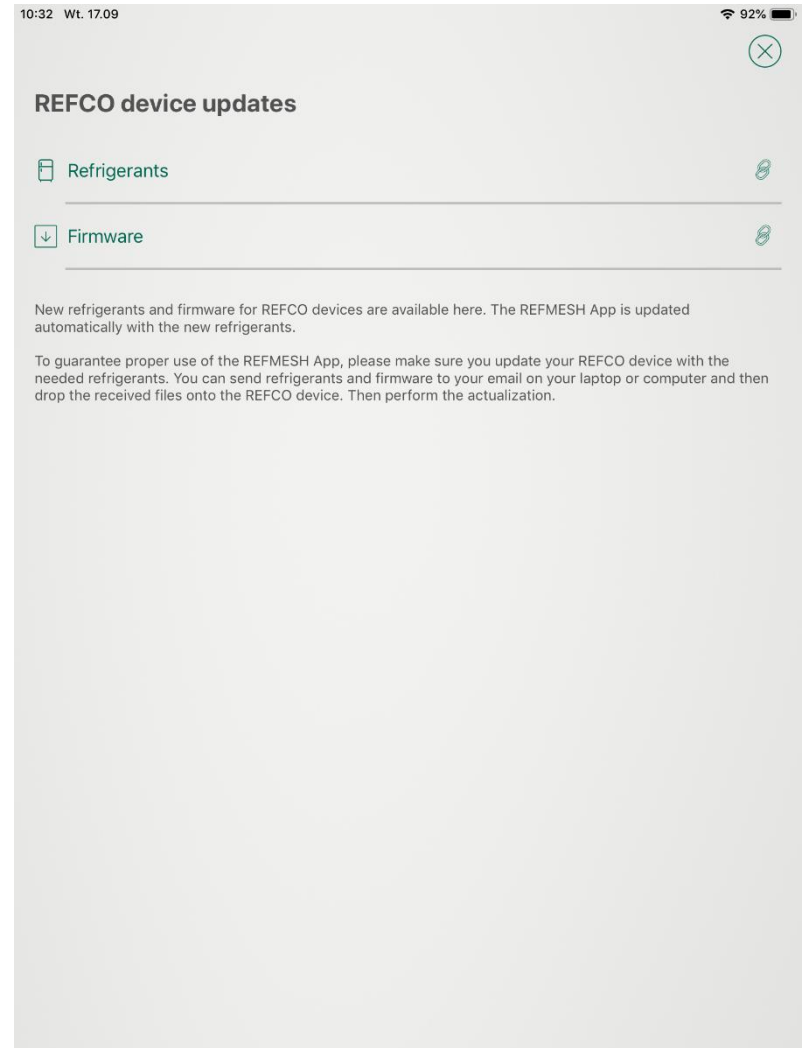 10:32 Wt. 17.09
92%
REFCO device updates
Refrigerants
Firmware
New refrigerants and firmware for REFCO devices are available here. The REFMESH App is updated
automatically with the new refrigerants.
To guarantee proper use of the REFMESH App, please make sure you update your REFCO device with the
needed refrigerants. You can send refrigerants and firmware to your email on your laptop or computer and then
drop the received files onto the REFCO device. Then perform the actualization.